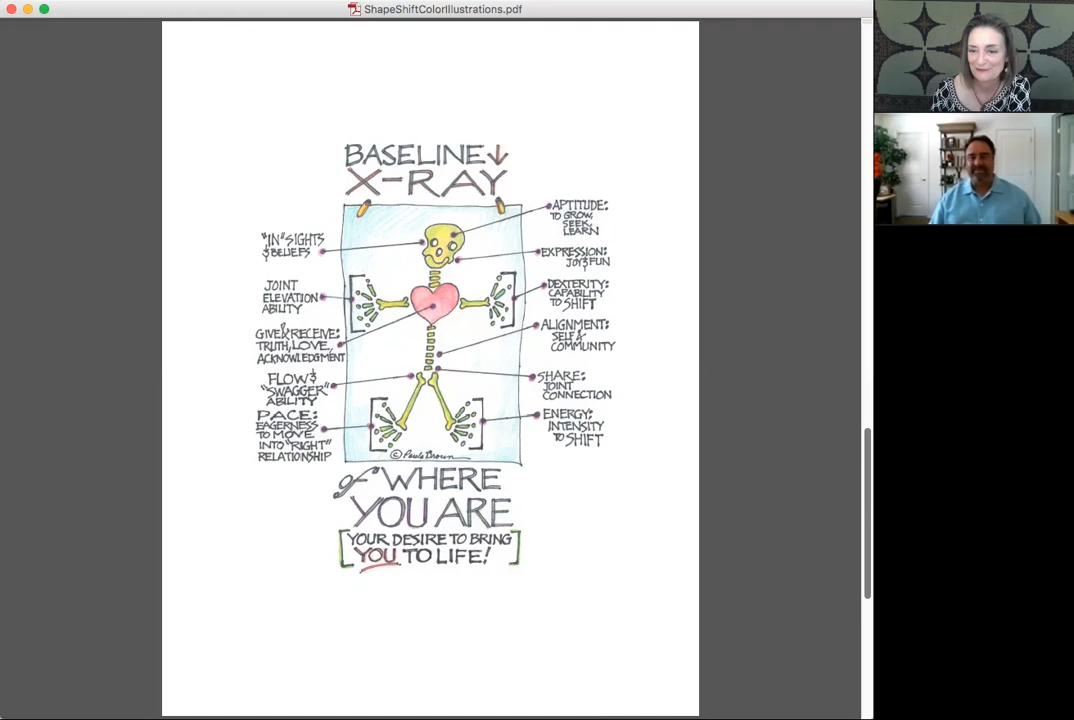 ShapeShiftColorIllustrations.pdf
BASELINE
X-RAY
"IN"SIGHTS
& BELIEFS
JOINT
ELEVATION
ABILITY
GIVE & RECEIVE:
TRUTH, LOVE,
ACKNOWLEDGMENT
FLOW &
"SWAGGER"
ABILITY
PACE:
EAGERNESS
TO MOVE
INTO "RIGHT"
RELATIONSHIP
APTITUDE:
TO GROW,
SEEK,
LEARN
EXPRESSION:
JOY & FUN
DEXTERITY:
CAPABILITY
TO SHIFT
ALIGNMENT:
SELF &
COMMUNITY
SHARE:
JOINT
CONNECTION
ENERGY:
INTENSITY
TO SHIFT
© Paula Brown
of WHERE
YOU ARE
[YOUR DESIRE TO BRING
YOU TO LIFE!]